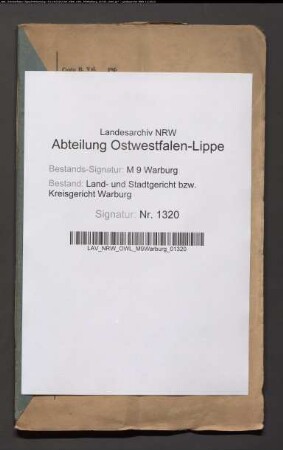 Landesarchiv NRW
Abteilung Ostwestfalen-Lippe
Bestands-Signatur: M 9 Warburg
Bestand: Land- und Stadtgericht bzw.
Kreisgericht Warburg
Signatur: Nr. 1320
LAV_NRW_OWL_M9Warburg_01320